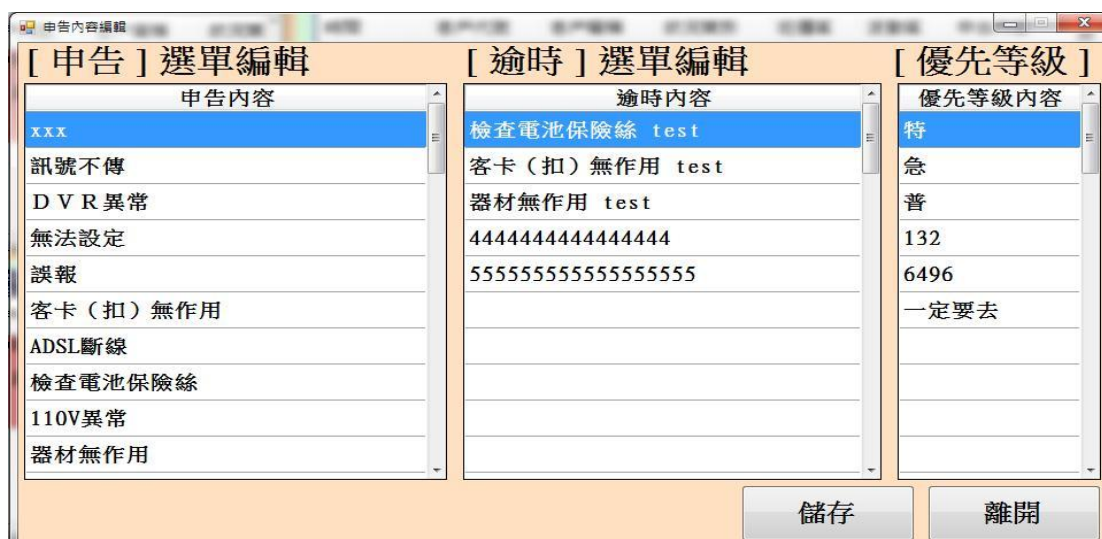 申告內容編輯
[ 申告 ] 選單編輯
[ 逾時 ] 選單編輯
[ 優先等級 ]
申告內容
xxx
訊號不傳
ＤＶＲ異常
無法設定
誤報
客卡（扣）無作用
ADSL斷線
檢查電池保險絲
110V異常
器材無作用
逾時內容
檢查電池保險絲 test
客卡（扣）無作用 test
器材無作用 test
4444444444444444
555555555555555555
優先等級內容
特
急
普
132
6496
一定要去
儲存
離開